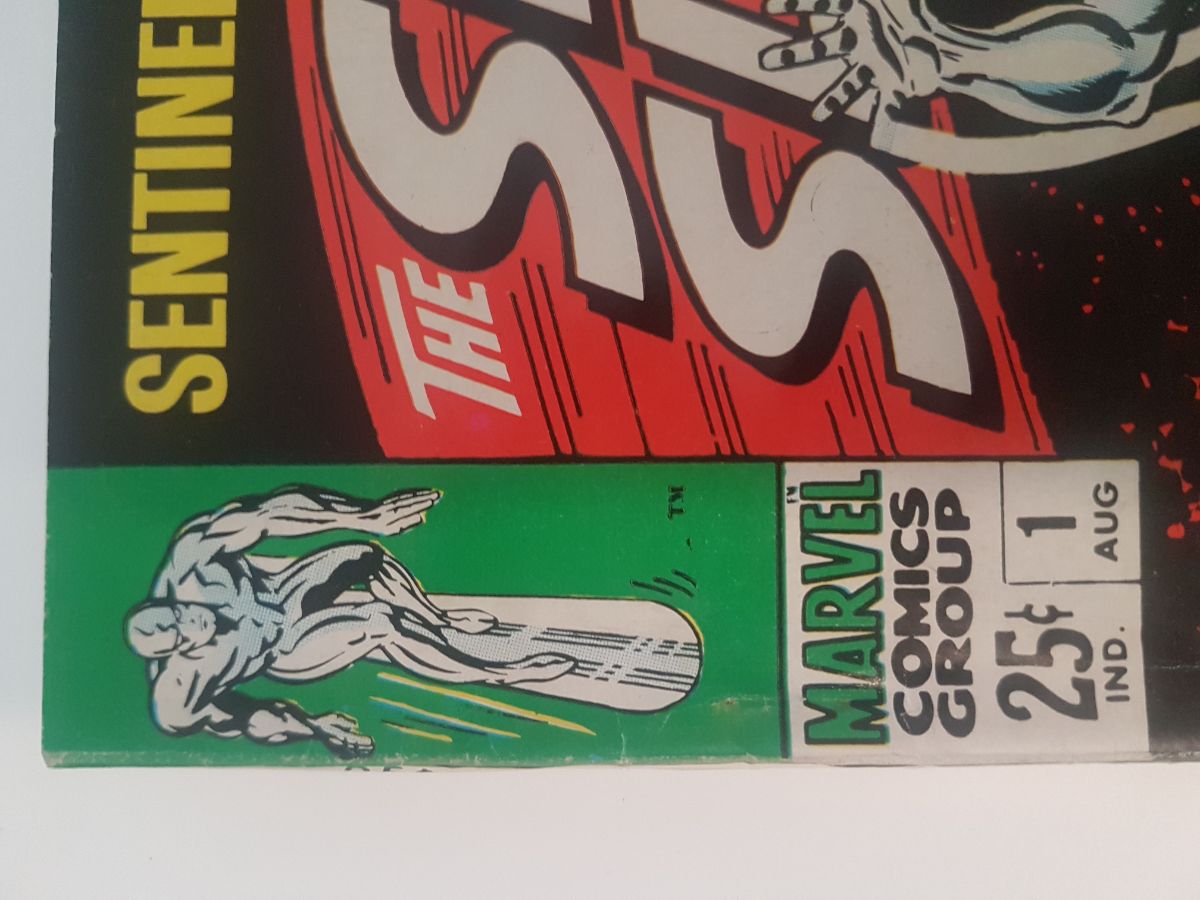 SENTINEL
THE
S
S
TM
MARVEL
COMICS
GROUP
25¢
IND.
1
AUG